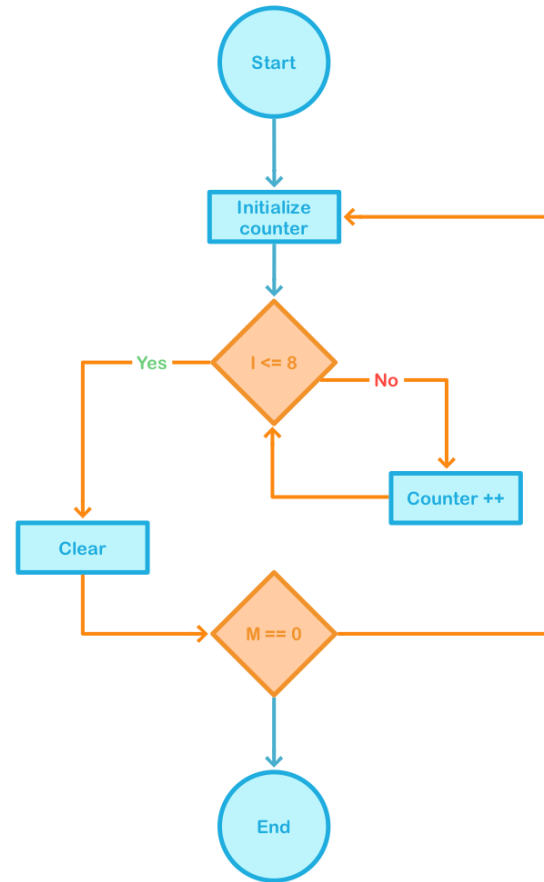 Start
Initialize
counter
I <= 8
Yes
No
Counter ++
Clear
M == 0
End